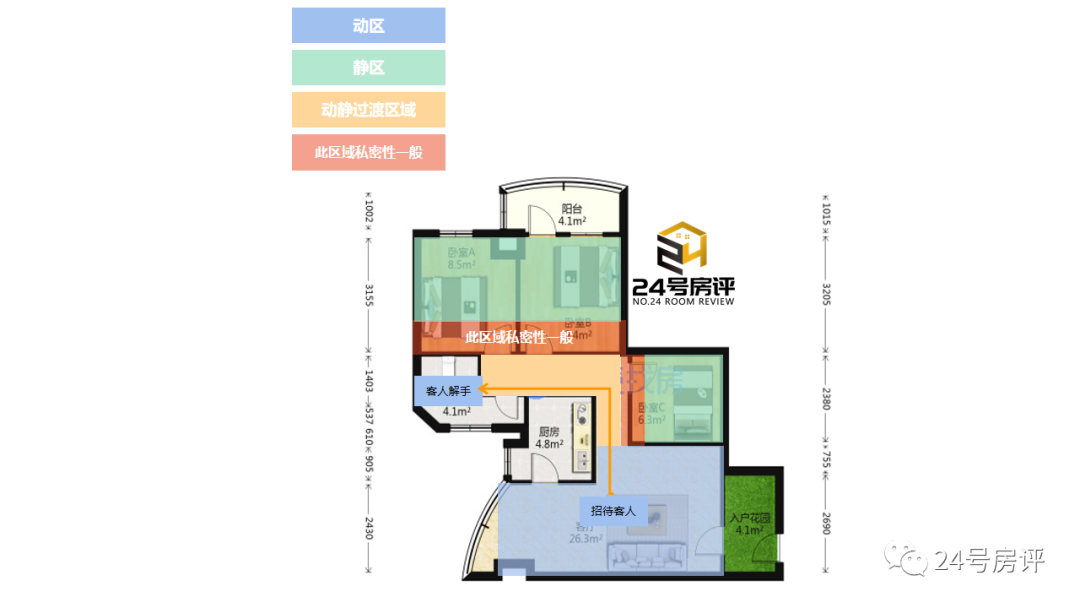 动区
静区
动静过渡区域
此区域私密性一般
阳台
4.1m²
卧室A
8.5m²
24号房评
NO.24 ROOM REVIEW
卧室B
此区域私密性一般
客人解手
4.1m²
卧室C
6.3m²
厨房
4.8m²
招待客人
客厅
26.3m²
入户花园
4.1m²
1002
3155
1403
537
610
905
2430
1015
3205
2380
755
2690
24号房评